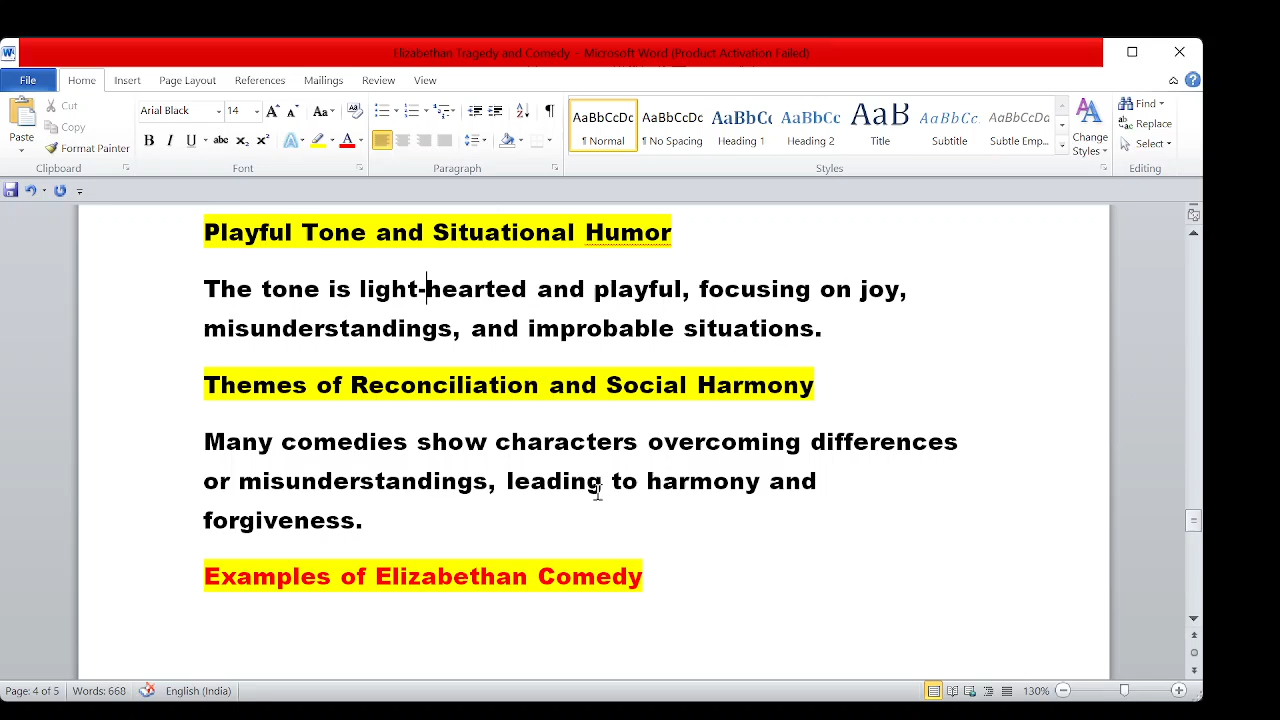 Elizabethan Tragedy and Comedy - Microsoft Word (Product Activation Failed)
File Home Insert Page Layout References Mailings Review View
Cut
Copy
Paste
Format Painter
Clipboard
Arial Black 14
Font
Paragraph
AaBbCcDc AaBbCcDc AaBbC AaBbCc AaB AaBbCc. AaBbCcDc
¶ Normal ¶ No Spacing Heading 1 Heading 2 Title Subtitle Subtle Emp...
Change
Styles
Styles
Find
Replace
Select
Editing
Playful Tone and Situational Humor
The tone is light-hearted and playful, focusing on joy,
misunderstandings, and improbable situations.
Themes of Reconciliation and Social Harmony
Many comedies show characters overcoming differences
or misunderstandings, leading to harmony and
forgiveness.
Examples of Elizabethan Comedy
Page: 4 of 5 Words: 668 English (India) 130%